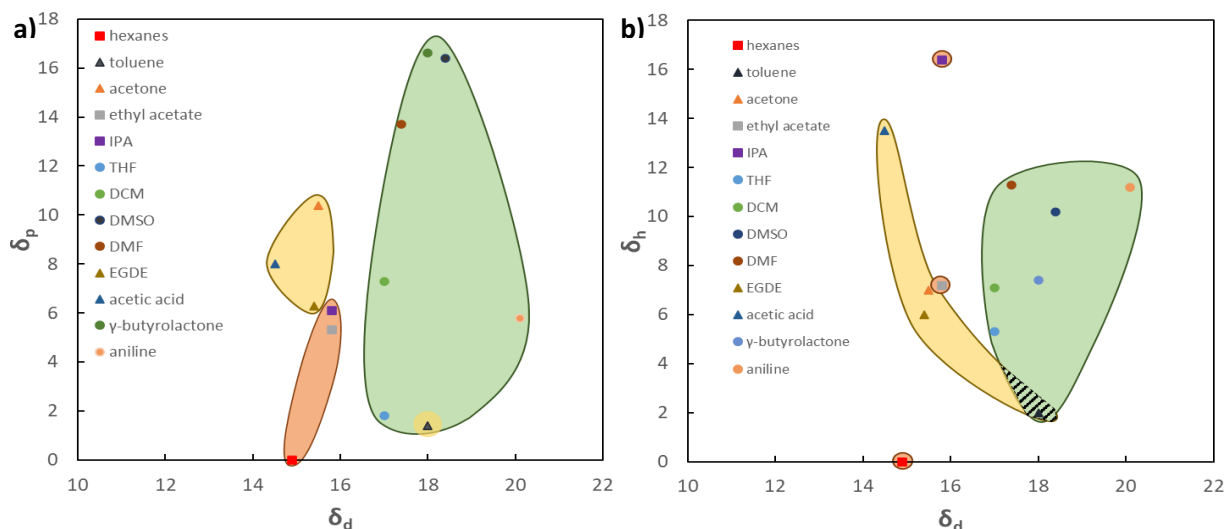 a)
δp
18
16
14
12
10
8
6
4
2
0
hexanes
toluene
acetone
ethyl acetate
IPA
THF
DCM
DMSO
DMF
EGDE
acetic acid
γ-butyrolactone
aniline
10 12 14 16 18 20 22
δd
b)
δh
18
16
14
12
10
8
6
4
2
0
hexanes
toluene
acetone
ethyl acetate
IPA
THF
DCM
DMSO
DMF
EGDE
acetic acid
γ-butyrolactone
aniline
10 12 14 16 18 20 22
δd